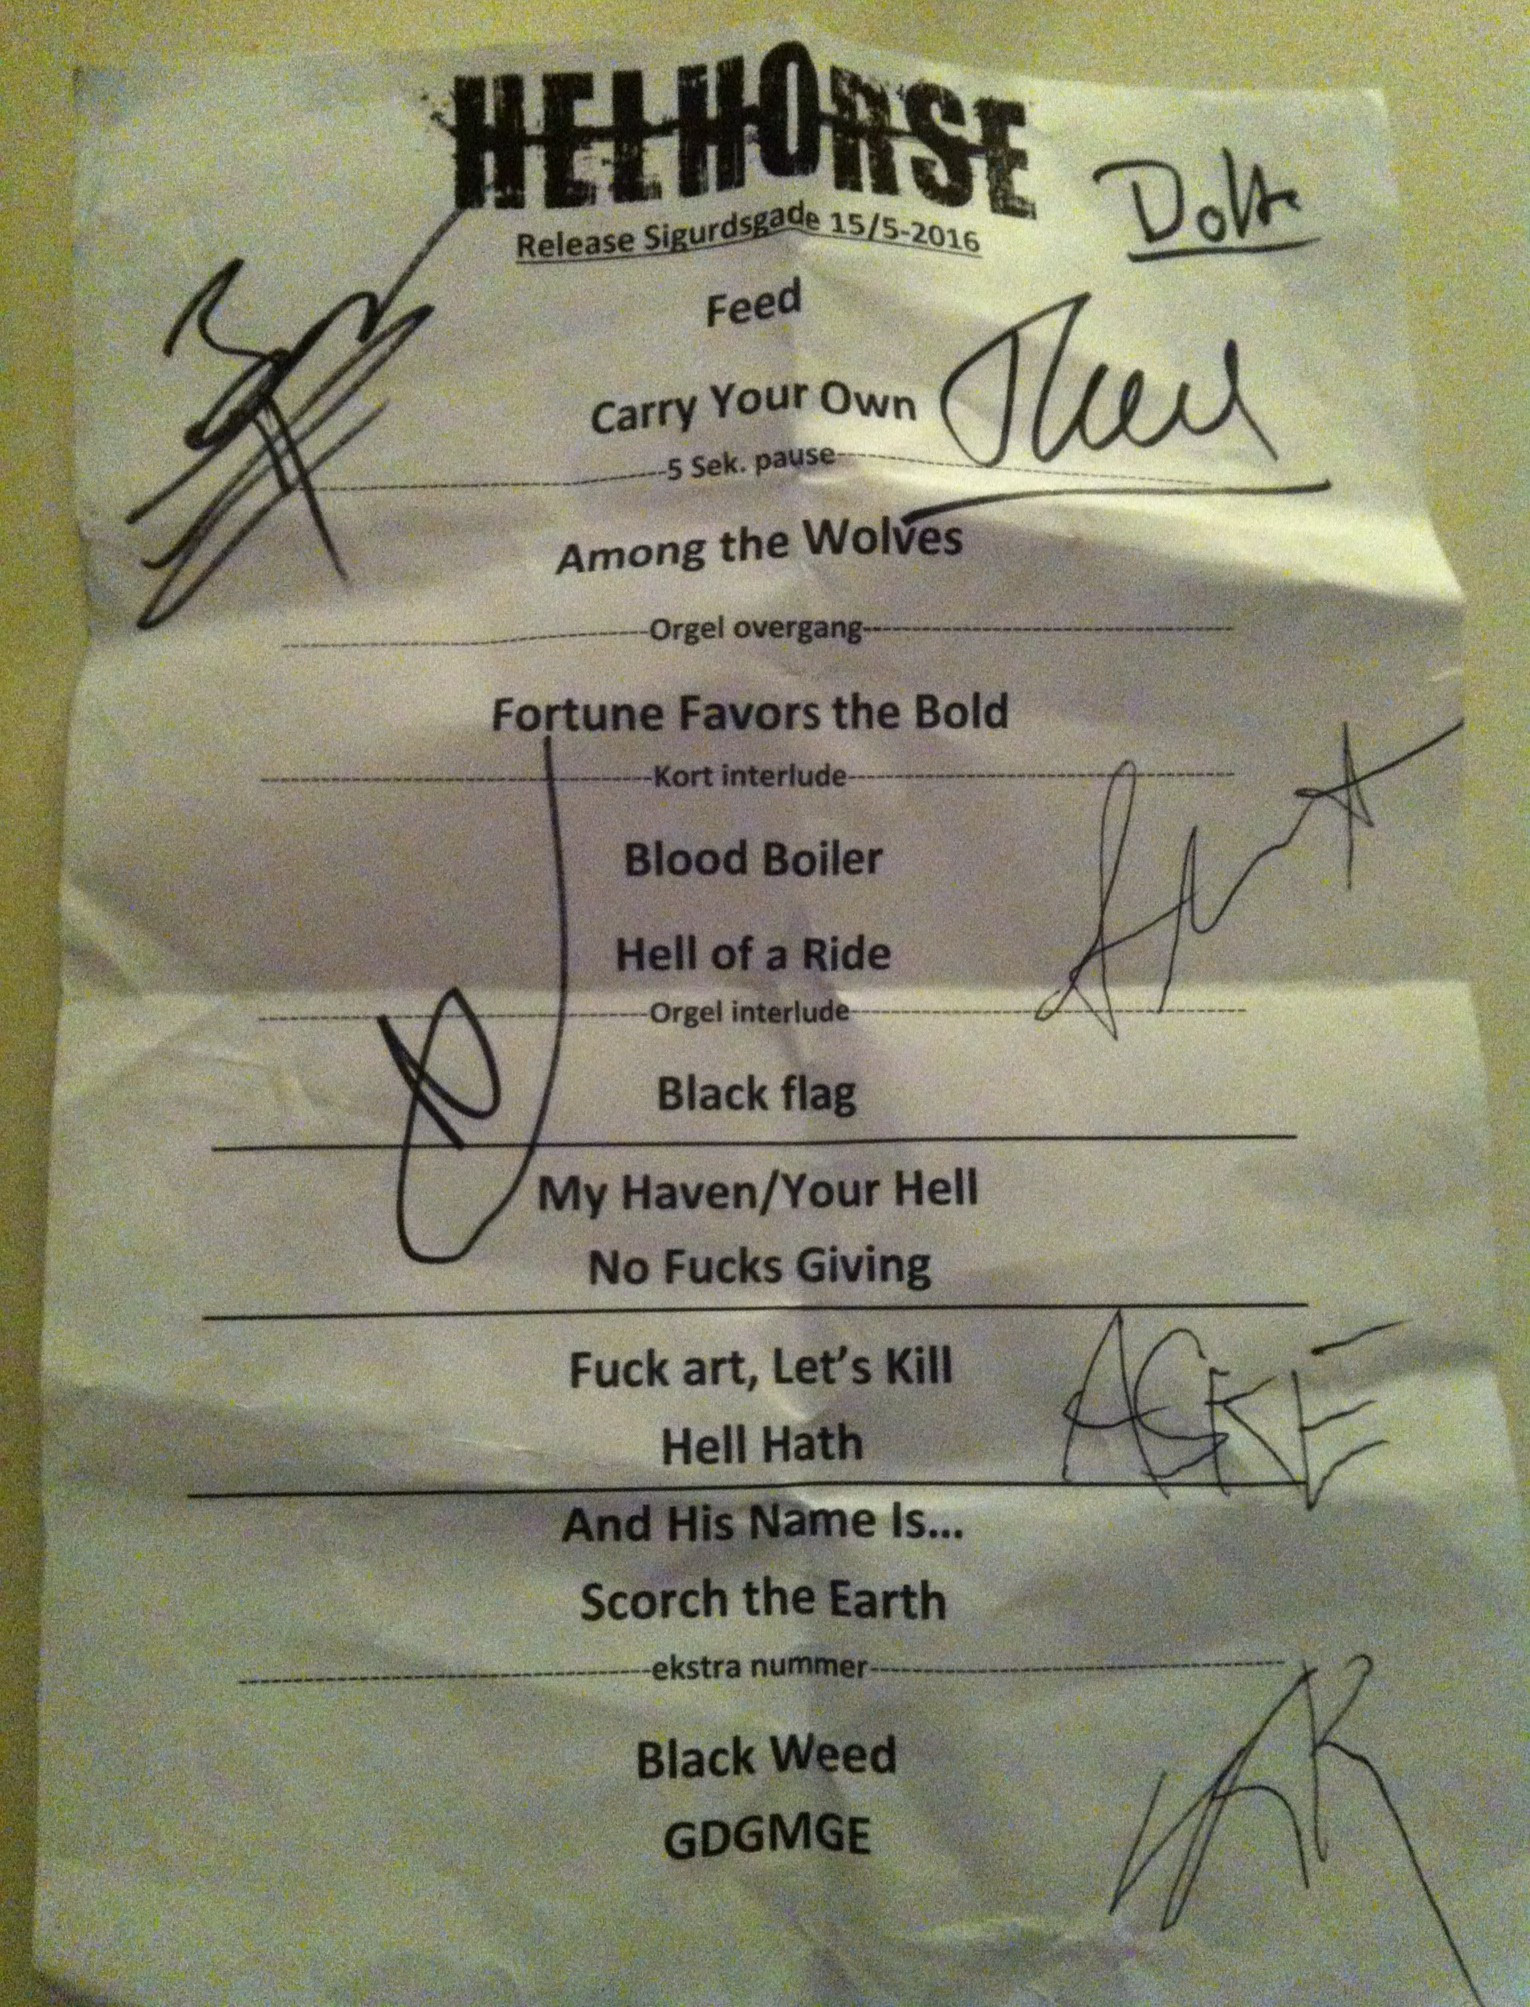 HELHORSE
Release Sigurdsgade 15/5-2016
Feed
Carry Your Own
5 Sek. pause
Among the Wolves
Orgel overgang
Fortune Favors the Bold
Kort interlude
Blood Boiler
Hell of a Ride
Orgel interlude
Black flag
My Haven/Your Hell
No Fucks Giving
Fuck art, Let's Kill
Hell Hath
And His Name Is...
Scorch the Earth
ekstra nummer
Black Weed
GDGMGE